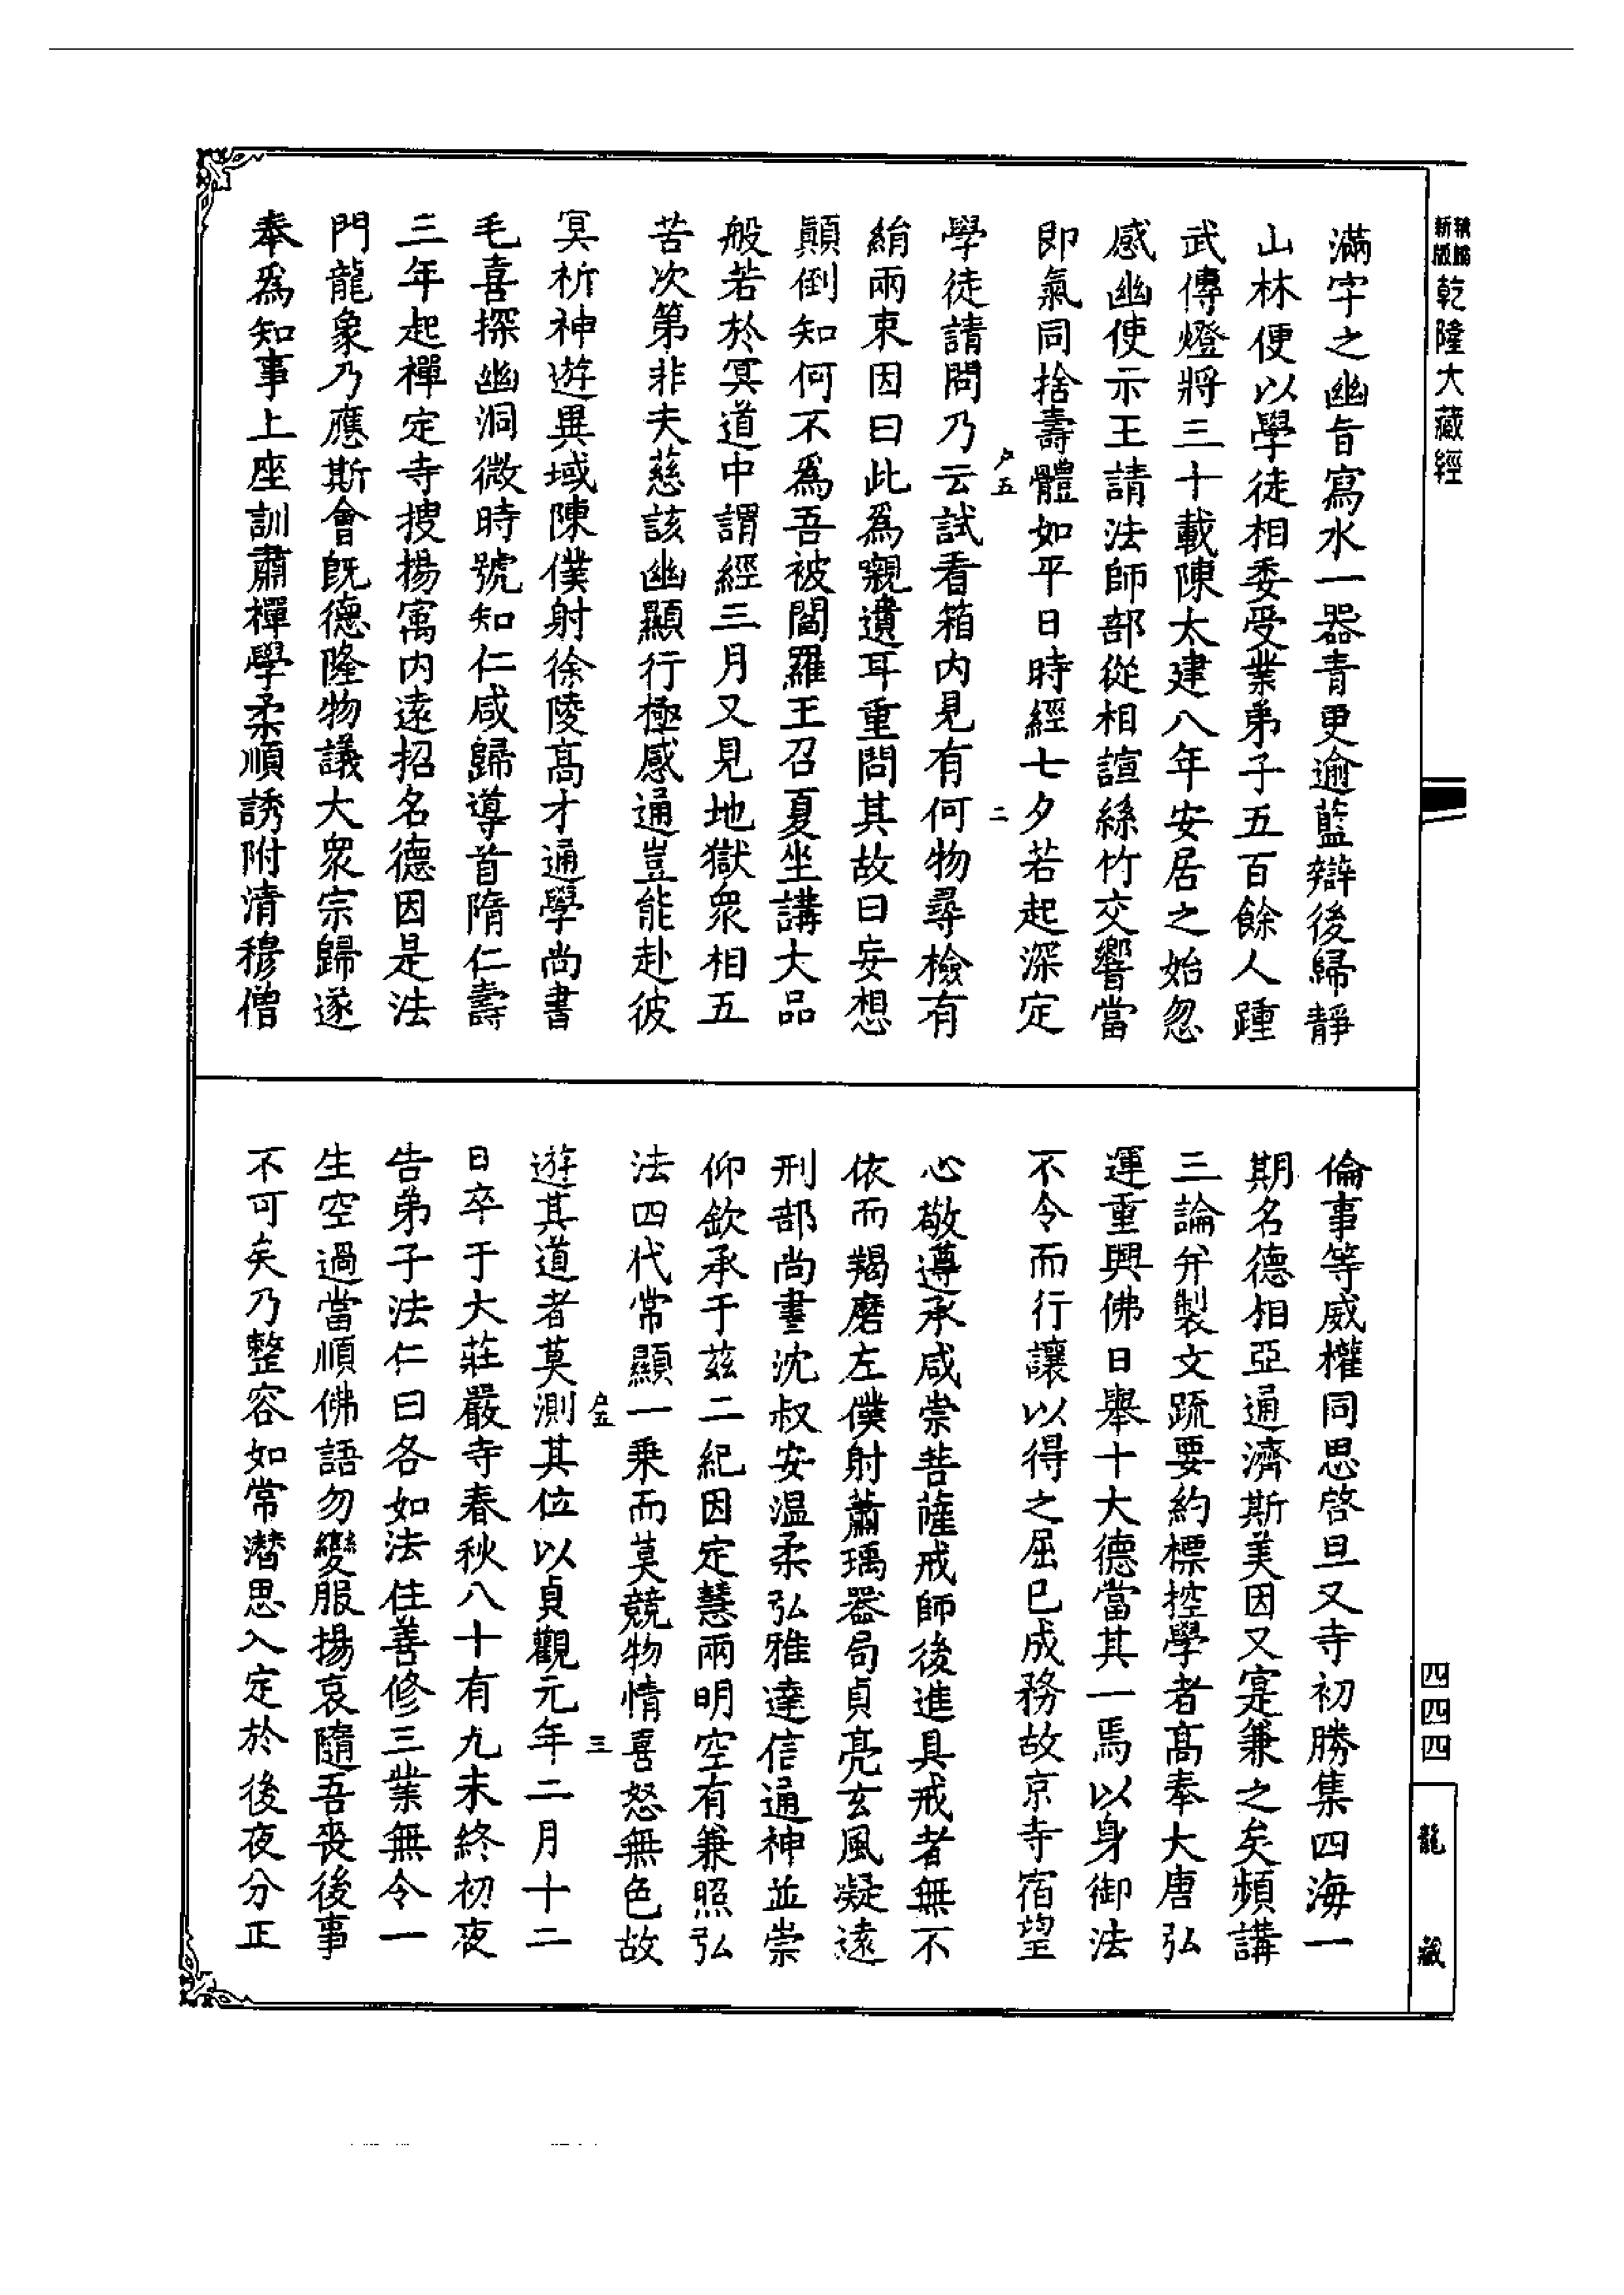 新版
乾隆大藏經
滿字之幽旨寫水一器青更逾藍辯後歸靜
山林便以學徒相委受業弟子五百餘人踵
武傳燈將三十載陳太建八年安居之始忽
感幽使示王請法師部從相諠絲竹交響當
即氣同捨壽體如平日時經七夕若起深定
户五
二
學徒請問乃云試看箱內見有何物尋檢有
絹兩束因曰此爲䞋遺耳重問其故曰妄想
顛倒知何不爲吾被閻羅王召夏坐講大品
般若於冥道中謂經三月又見地獄衆相五
苦次第非夫慈該幽顯行極感通豈能赴彼
冥祈神遊異域陳僕射徐陵高才通學尚書
毛喜探幽洞微時號知仁咸歸導首隋仁壽
三年起禪定寺搜揚寓内遠招名德因是法
門龍象乃應斯會既德隆物議大衆宗歸遂
奉爲知事上座訓肅禪學柔順誘附清穆僧
倫事等威權同思啓旦又寺初勝集四海一
期名德相亞通濟斯美因又寔兼之矣頻講
三論并製文疏要約標控學者高奉大唐弘
運重興佛日舉十大德當其一焉以身御法
不令而行讓以得之屈已成務故京寺宿望
心敬遵承咸崇菩薩戒師後進具戒者無不
依而羯磨左僕射蕭瑀器局貞亮玄風凝遠
刑部尚書沈叔安温柔弘雅達信通神並崇
仰欽承于茲二紀因定慧兩明空有兼照弘
法四代常顯一乘而莫競物情喜怒無色故
户五
三
遊其道者莫測其位以貞觀元年二月十二
日卒于大莊嚴寺春秋八十有九未終初夜
告弟子法仁曰各如法住善修三業無令一
生空過當順佛語勿變服揚哀隨吾喪後事
不可矣乃整容如常潛思入定於後夜分正
四四四
龍藏